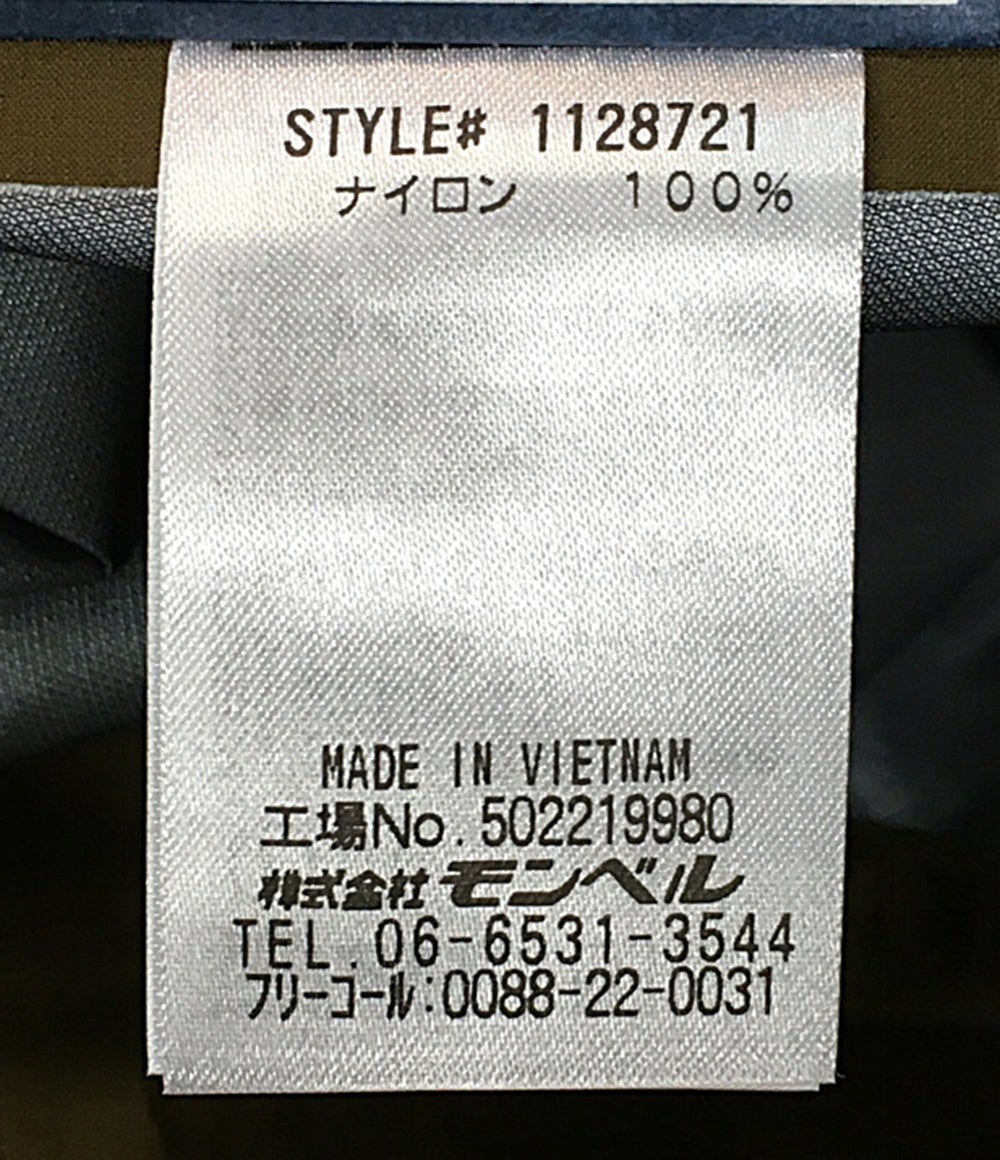 STYLE# 1128721
ナイロン 100%
MADE IN VIETNAM
工場No.502219980
株式会社モンベル
TEL.06-6531-3544
フリーコール:0088-22-0031